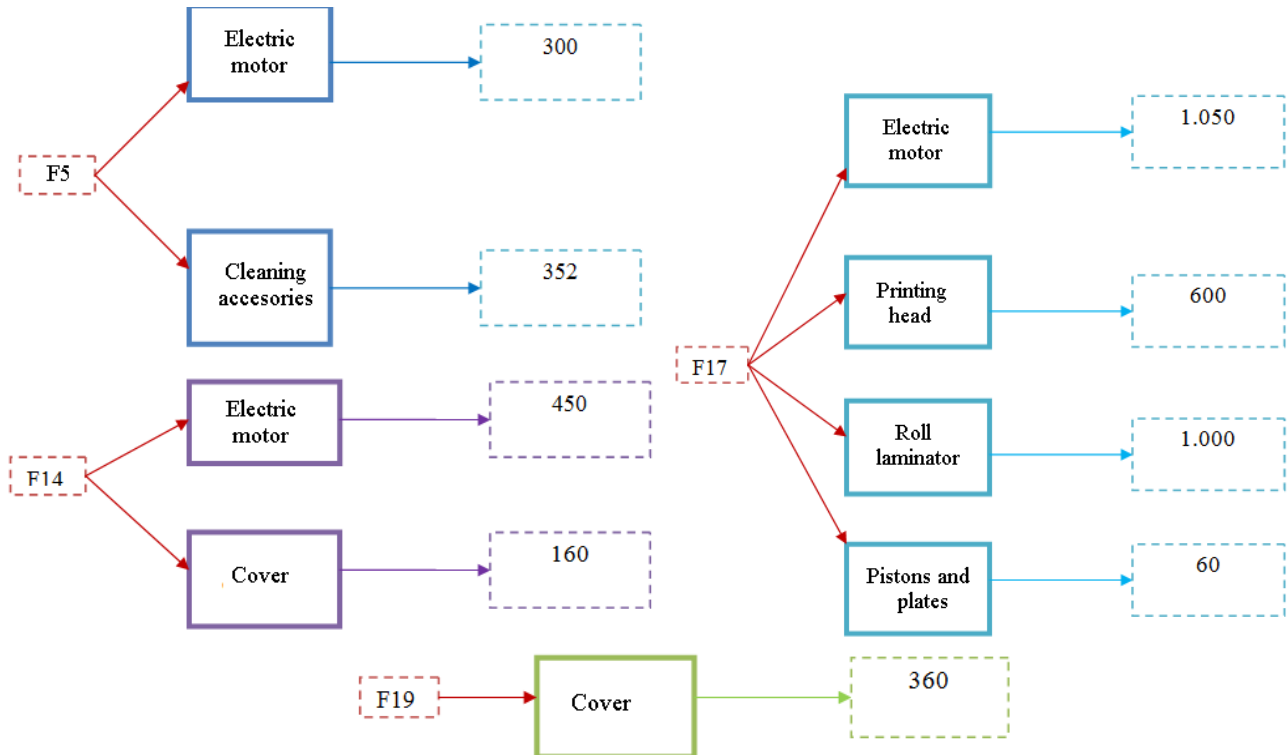 Electric
motor
300
F5
Cleaning
accesories
352
Electric
motor
450
F14
Cover
160
Electric
motor
1.050
Printing
head
600
F17
Roll
laminator
1.000
Pistons and
plates
60
F19
Cover
360